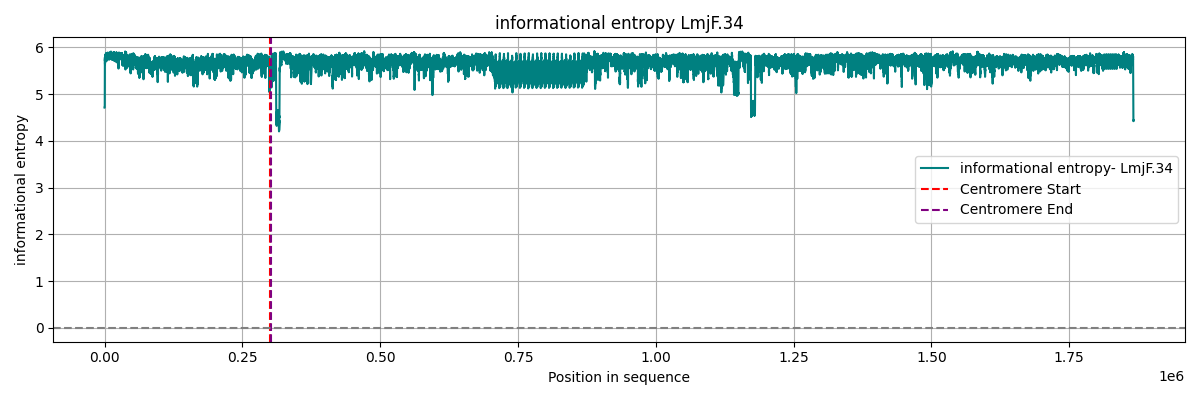 informational entropy LmjF.34
informational entropy
6
5
4
3
2
1
0
informational entropy- LmjF.34
Centromere Start
Centromere End
0.00 0.25 0.50 0.75 1.00 1.25 1.50 1.75
1e6
Position in sequence